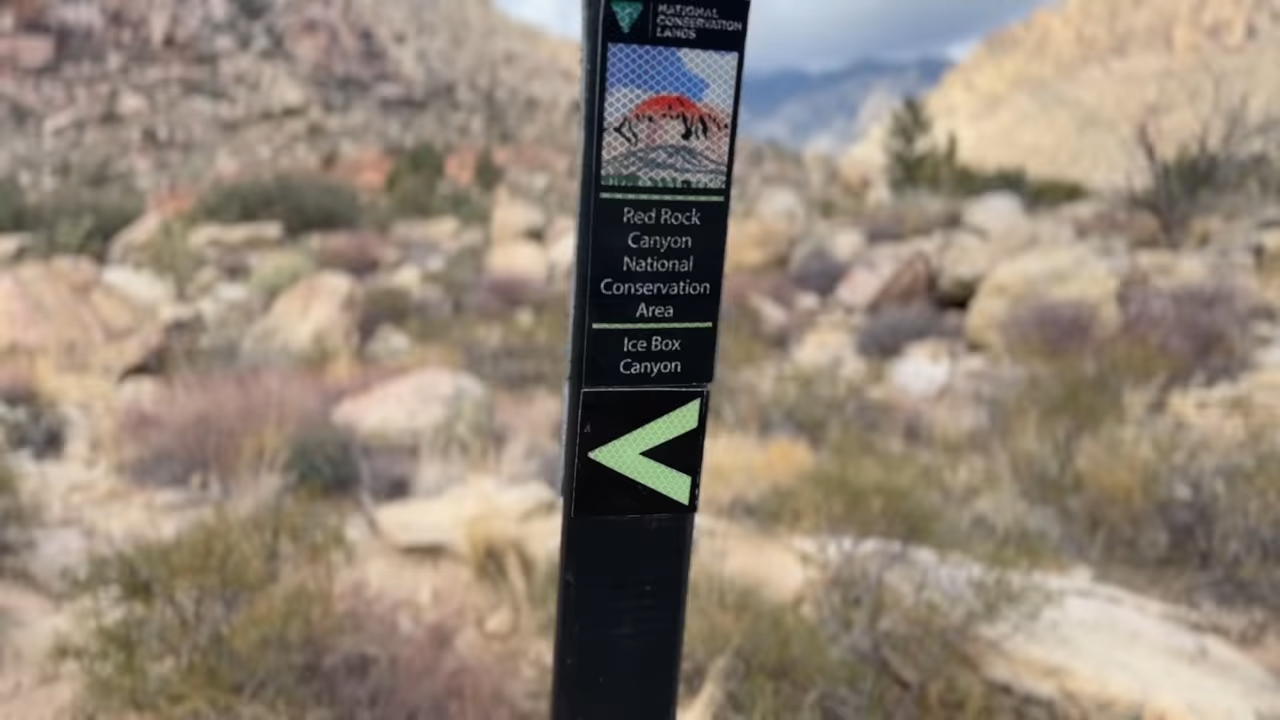 NATIONAL
CONSERVATION
LANDS
Red Rock
Canyon
National
Conservation
Area
Ice Box
Canyon